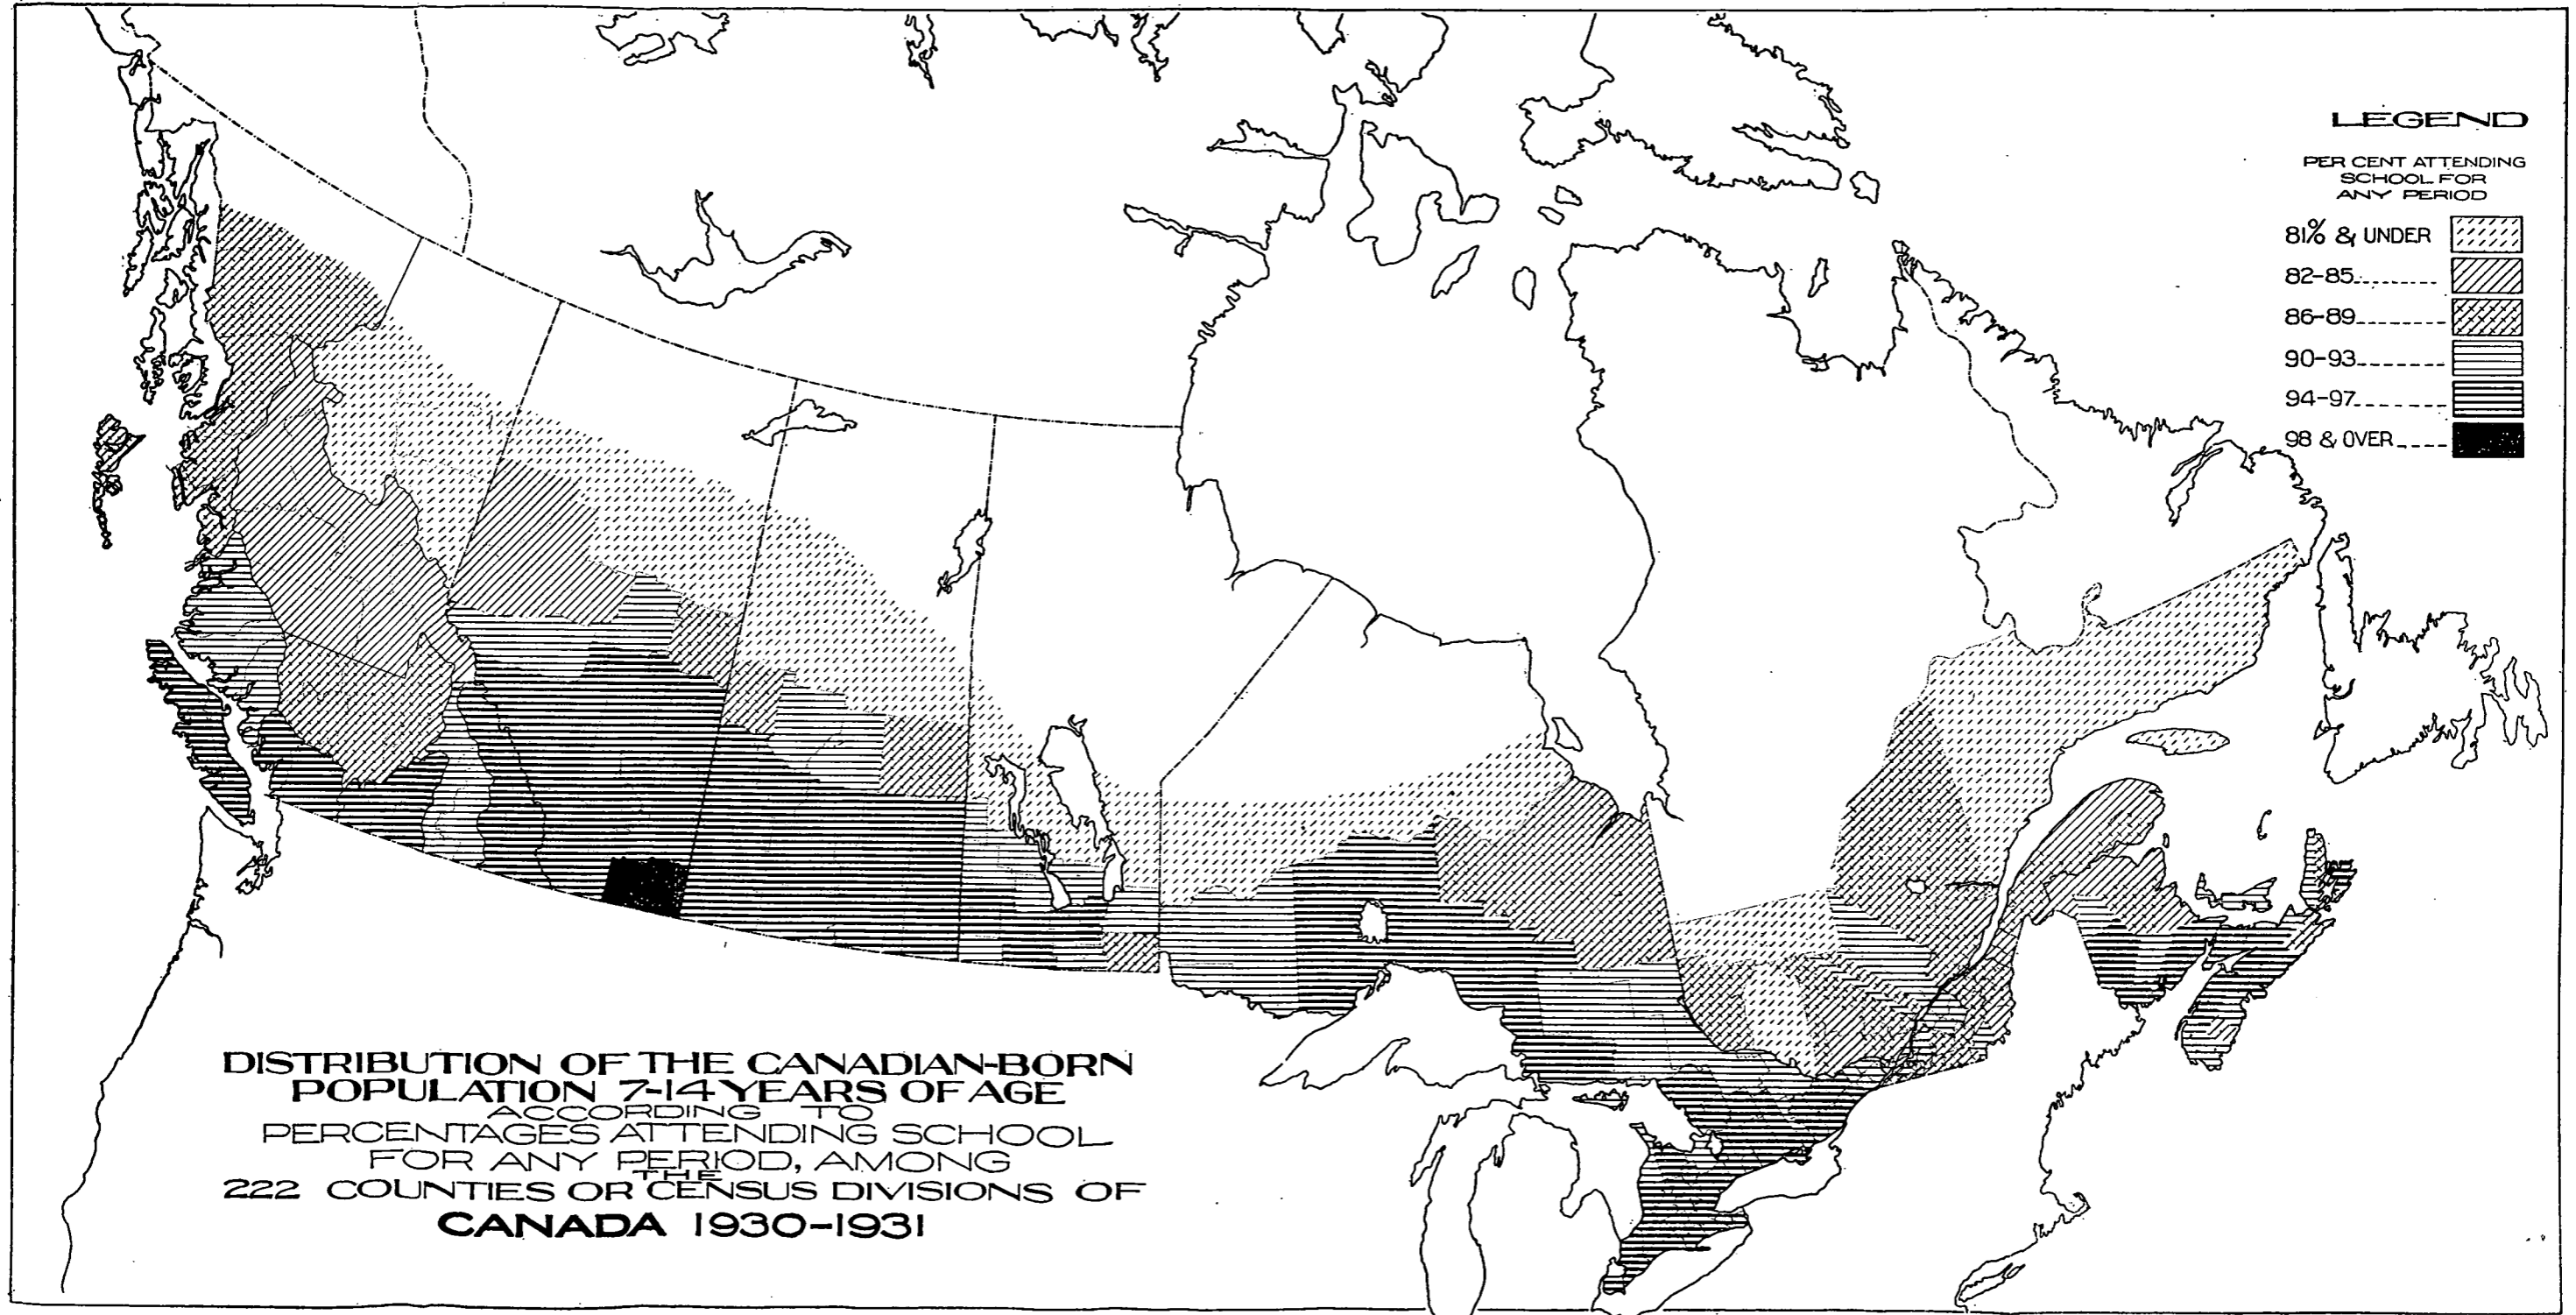 LEGEND
PER CENT ATTENDING
SCHOOL FOR
ANY PERIOD
81% & UNDER
82-85
86-89
90-93
94-97
98 & OVER
DISTRIBUTION OF THE CANADIAN-BORN
POPULATION 7-14 YEARS OF AGE
ACCORDING TO
PERCENTAGES ATTENDING SCHOOL
FOR ANY PERIOD, AMONG
THE
222 COUNTIES OR CENSUS DIVISIONS OF
CANADA 1930-1931